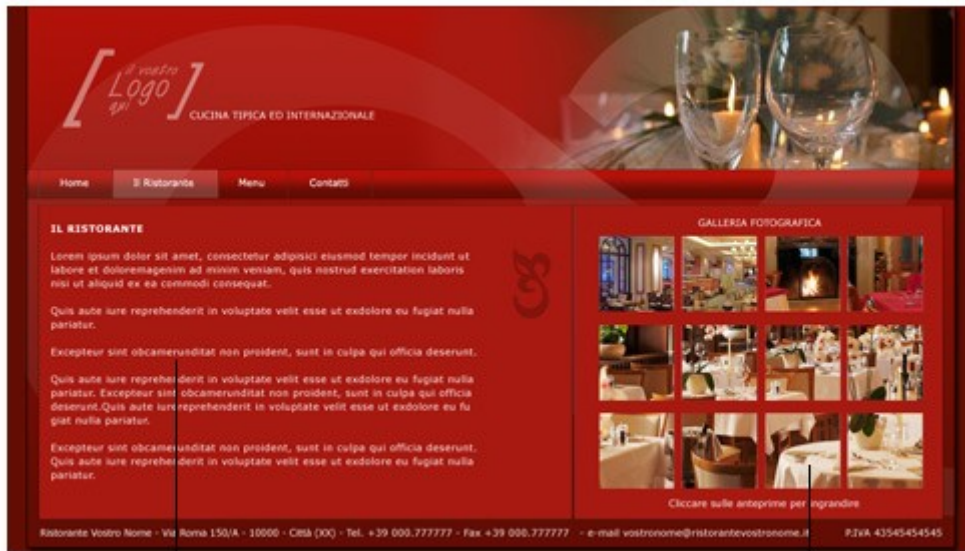 il vostro
Logo
qui
CUCINA TIPICA ED INTERNAZIONALE
Home Il Ristorante Menu Contatti
IL RISTORANTE
Lorem ipsum dolor sit amet, consectetur adipisici eiusmod tempor incidunt ut
labore et doloremagenim ad minim veniam, quis nostrud exercitation laboris
nisi ut aliquid ex ea commodi consequat.
Quis aute iure reprehenderit in voluptate velit esse ut exdolore eu fugiat nulla
pariatur.
Excepteur sint obcamerunditat non proident, sunt in culpa qui officia deserunt.
Quis aute iure reprehenderit in voluptate velit esse ut exdolore eu fugiat nulla
pariatur. Excepteur sint obcamerunditat non proident, sunt in culpa qui officia
deserunt.Quis aute iure reprehenderit in voluptate velit esse ut exdolore eu fu
giat nulla pariatur.
Excepteur sint obcamerunditat non proident, sunt in culpa qui officia deserunt.
Quis aute iure reprehenderit in voluptate velit esse ut exdolore eu fugiat nulla
pariatur.
GALLERIA FOTOGRAFICA
Cliccare sulle anteprime per ingrandire
Ristorante Vostro Nome - Via Roma 150/A - 10000 - Città (XX) - Tel. +39 000.777777 - Fax +39 000.777777 - e-mail vostronome@ristorantevostronome.it P.IVA 43545454545